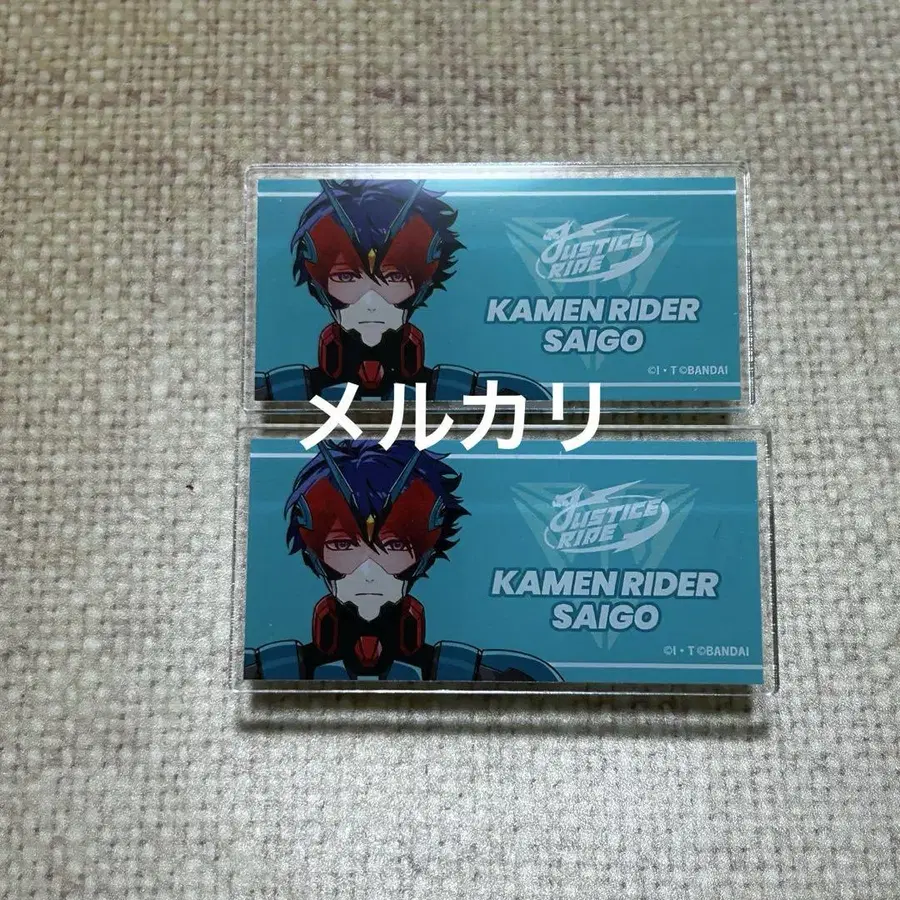 JUSTICE
RIDE
KAMEN RIDER
SAIGO
©I・T ©BANDAI
メルカリ
JUSTICE
RIDE
KAMEN RIDER
SAIGO
©I・T ©BANDAI